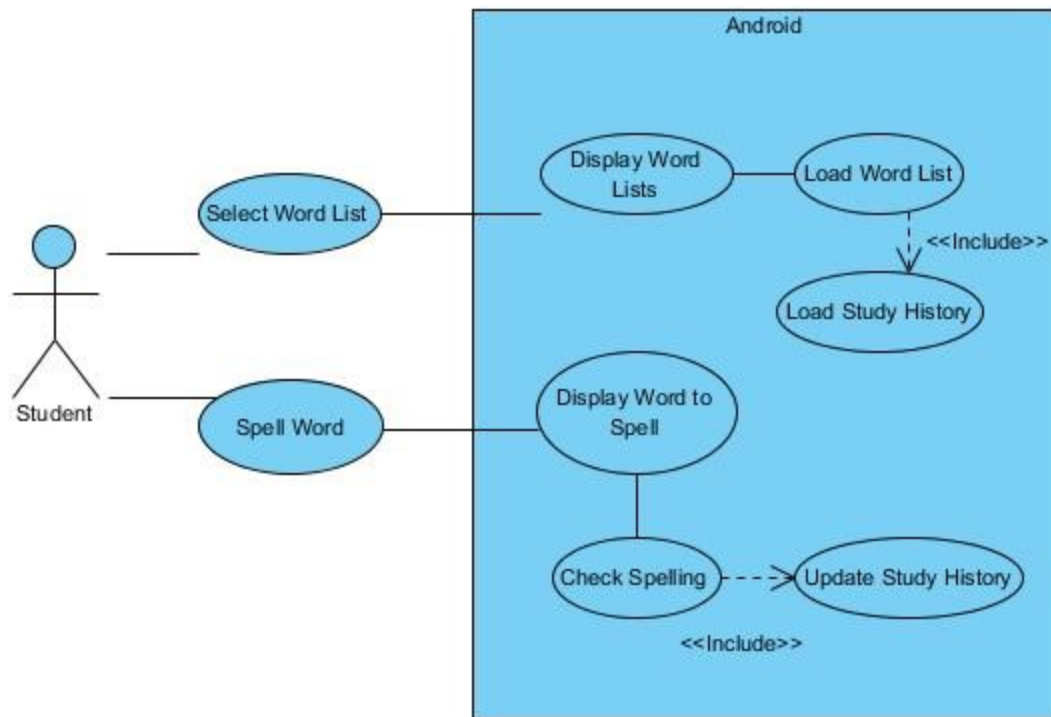 Android
Display Word
Lists
Load Word List
Select Word List
<<Include>>
Load Study History
Student
Display Word to
Spell
Spell Word
Check Spelling
Update Study History
<<Include>>